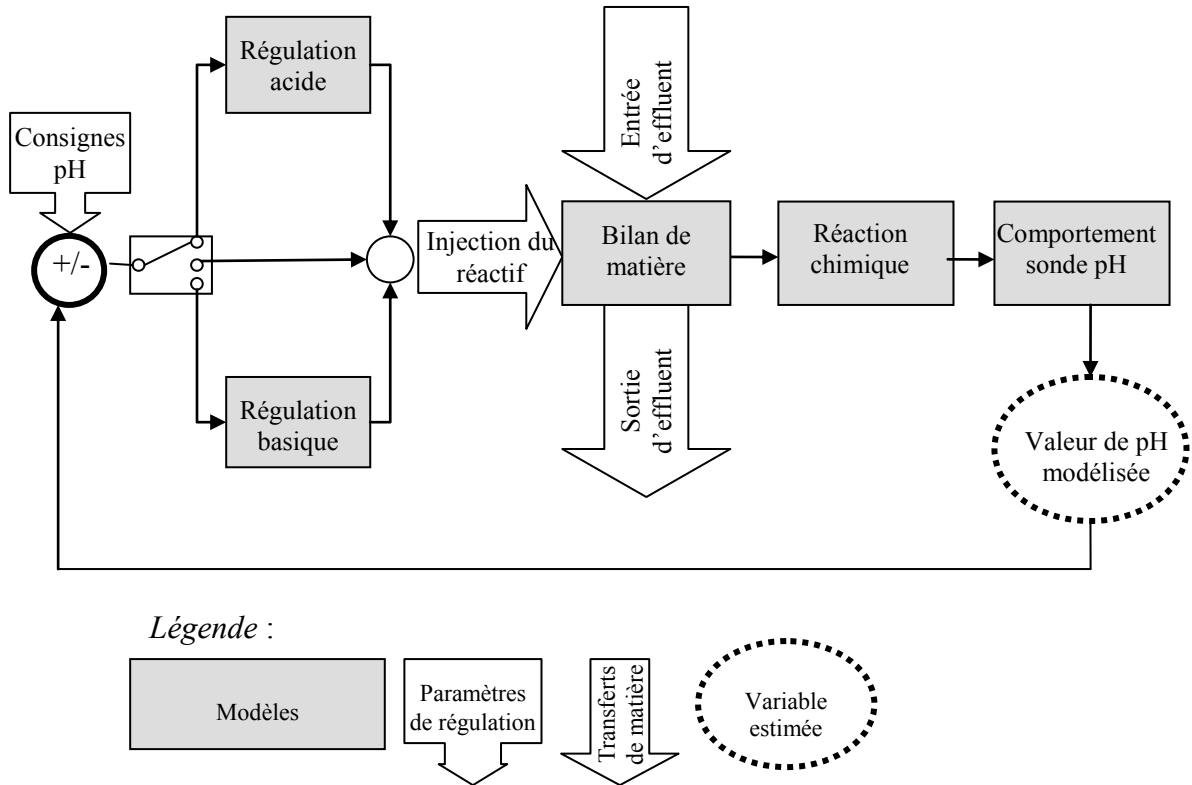 Régulation
acide
Consignes
pH
+/-
Injection du
réactif
Entrée
d'effluent
Bilan de
matière
Réaction
chimique
Comportement
sonde pH
Régulation
basique
Sortie
d'effluent
Valeur de pH
modélisée
Légende :
Modèles
Paramètres
de régulation
Transferts
de matière
Variable
estimée